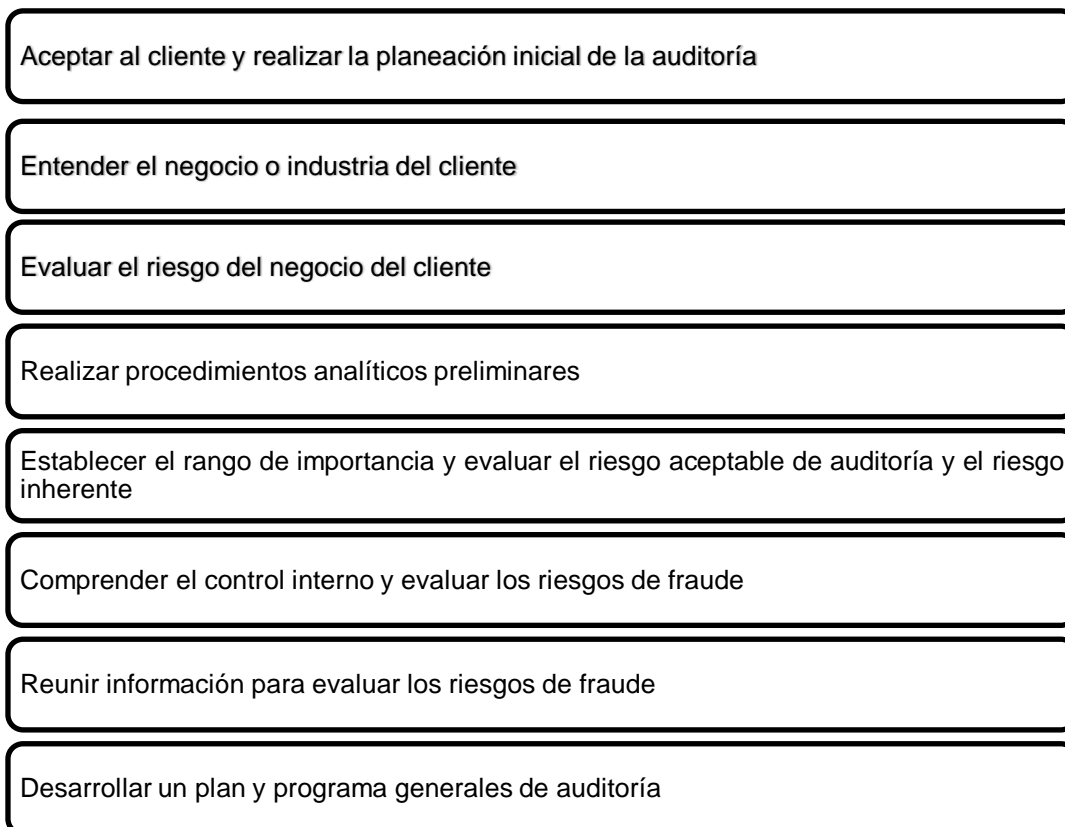 Aceptar al cliente y realizar la planeación inicial de la auditoría
Entender el negocio o industria del cliente
Evaluar el riesgo del negocio del cliente
Realizar procedimientos analíticos preliminares
Establecer el rango de importancia y evaluar el riesgo aceptable de auditoría y el riesgo
inherente
Comprender el control interno y evaluar los riesgos de fraude
Reunir información para evaluar los riesgos de fraude
Desarrollar un plan y programa generales de auditoría